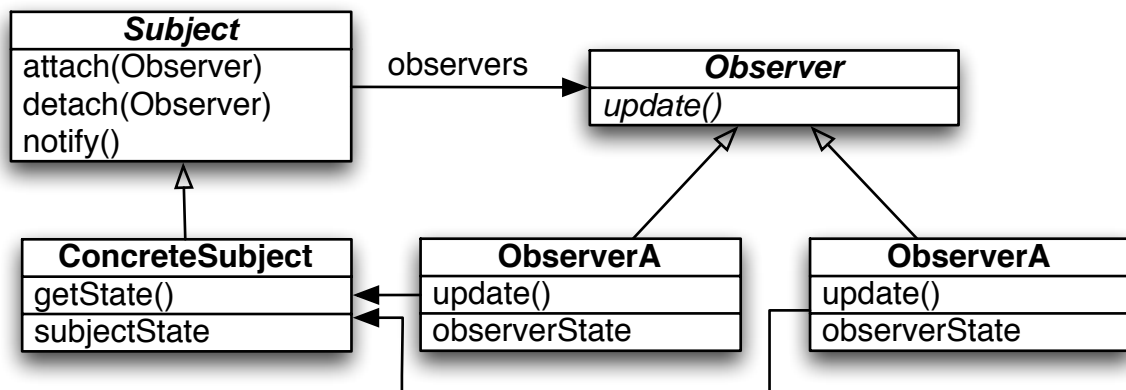 Subject
attach(Observer)
detach(Observer)
notify()
observers
Observer
update()
ConcreteSubject
getState()
subjectState
ObserverA
update()
observerState
ObserverA
update()
observerState